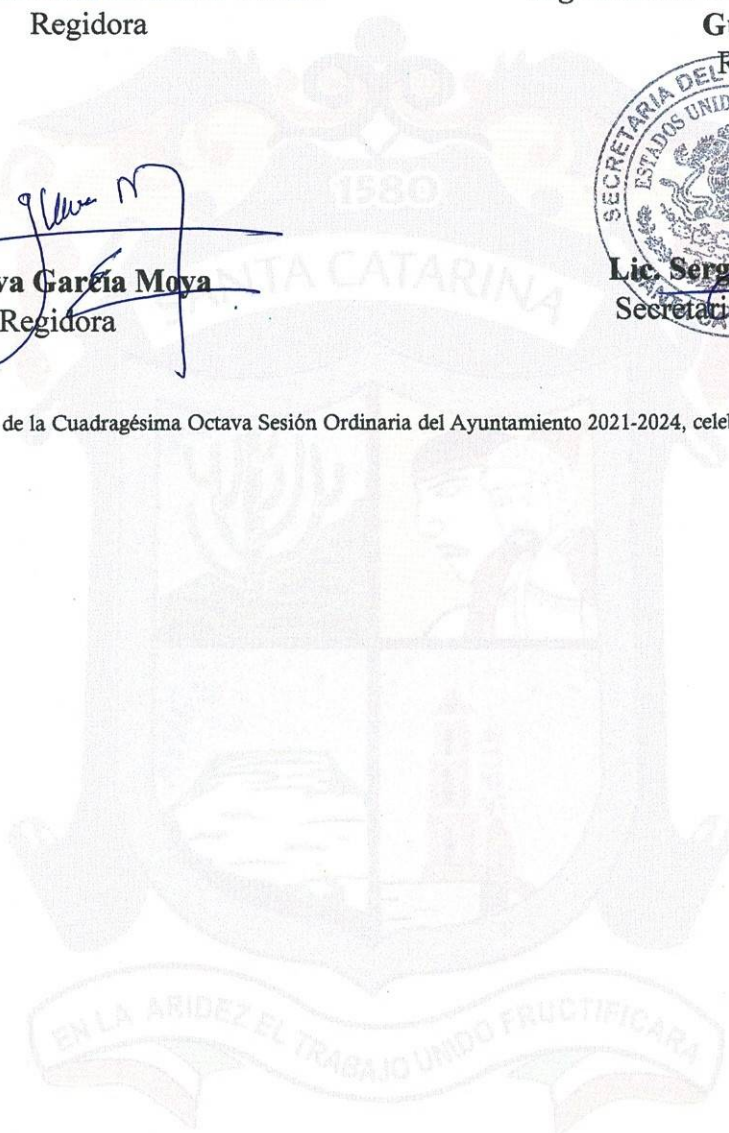 Regidora
SECRETARIA DEL
ESTADOS UNID
1580
SANTA CATARINA
va García Moya
Regidora
Lic. Serg
Secretari
de la Cuadragésima Octava Sesión Ordinaria del Ayuntamiento 2021-2024, celeb
EN LA ARIDEZ EL TRABAJO UNIDO FRUCTIFICARA